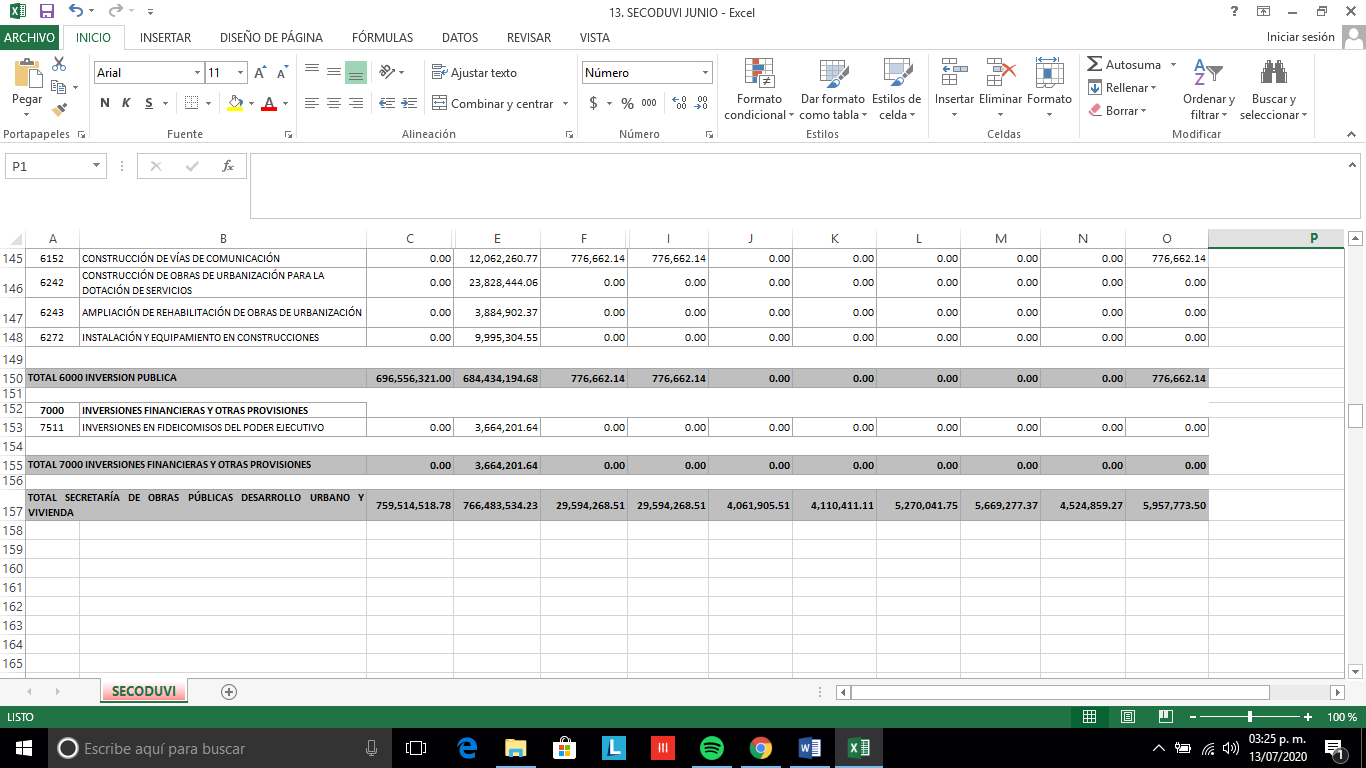 13. SECODUVI JUNIO - Excel
?
ARCHIVO INICIO INSERTAR DISEÑO DE PÁGINA FÓRMULAS DATOS REVISAR VISTA Iniciar sesión
Pegar
Arial 11 A A
N K S A
Ajustar texto
Combinar y centrar
Número
$ % 000
Formato condicional
Dar formato como tabla
Estilos de celda
Insertar Eliminar Formato
Autosuma
Rellenar
Borrar
Ordenar y filtrar
Buscar y seleccionar
Portapapeles Fuente Alineación Número Estilos Celdas Modificar
P1 fx
A B C E F I J K L M N O P
145 6152 CONSTRUCCIÓN DE VÍAS DE COMUNICACIÓN 0.00 12,062,260.77 776,662.14 776,662.14 0.00 0.00 0.00 0.00 0.00 776,662.14
146 6242 CONSTRUCCIÓN DE OBRAS DE URBANIZACIÓN PARA LA
DOTACIÓN DE SERVICIOS 0.00 23,828,444.06 0.00 0.00 0.00 0.00 0.00 0.00 0.00 0.00
147 6243 AMPLIACIÓN DE REHABILITACIÓN DE OBRAS DE URBANIZACIÓN 0.00 3,884,902.37 0.00 0.00 0.00 0.00 0.00 0.00 0.00 0.00
148 6272 INSTALACIÓN Y EQUIPAMIENTO EN CONSTRUCCIONES 0.00 9,995,304.55 0.00 0.00 0.00 0.00 0.00 0.00 0.00 0.00
149
150 TOTAL 6000 INVERSION PUBLICA 696,556,321.00 684,434,194.68 776,662.14 776,662.14 0.00 0.00 0.00 0.00 0.00 776,662.14
151
152 7000 INVERSIONES FINANCIERAS Y OTRAS PROVISIONES
153 7511 INVERSIONES EN FIDEICOMISOS DEL PODER EJECUTIVO 0.00 3,664,201.64 0.00 0.00 0.00 0.00 0.00 0.00 0.00 0.00
154
155 TOTAL 7000 INVERSIONES FINANCIERAS Y OTRAS PROVISIONES 0.00 3,664,201.64 0.00 0.00 0.00 0.00 0.00 0.00 0.00 0.00
156
157 TOTAL SECRETARÍA DE OBRAS PÚBLICAS DESARROLLO URBANO Y
VIVIENDA 759,514,518.78 766,483,534.23 29,594,268.51 29,594,268.51 4,061,905.51 4,110,411.11 5,270,041.75 5,669,277.37 4,524,859.27 5,957,773.50
158
159
160
161
162
163
164
165
SECODUVI
LISTO 100 %
Escribe aquí para buscar
03:25 p. m.
13/07/2020
1